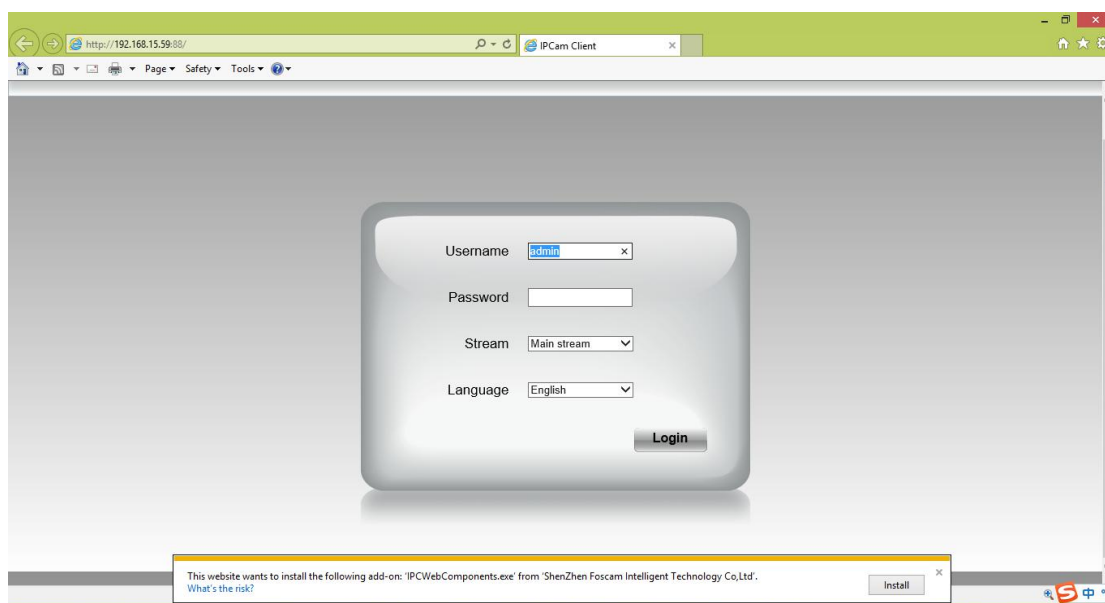 http://192.168.15.59:88/
IPCam Client
Page
Safety
Tools
Username
admin
Password
Stream
Main stream
Language
English
Login
This website wants to install the following add-on: 'IPCWebComponents.exe' from 'ShenZhen Foscam Intelligent Technology Co,Ltd'.
What's the risk?
Install
中